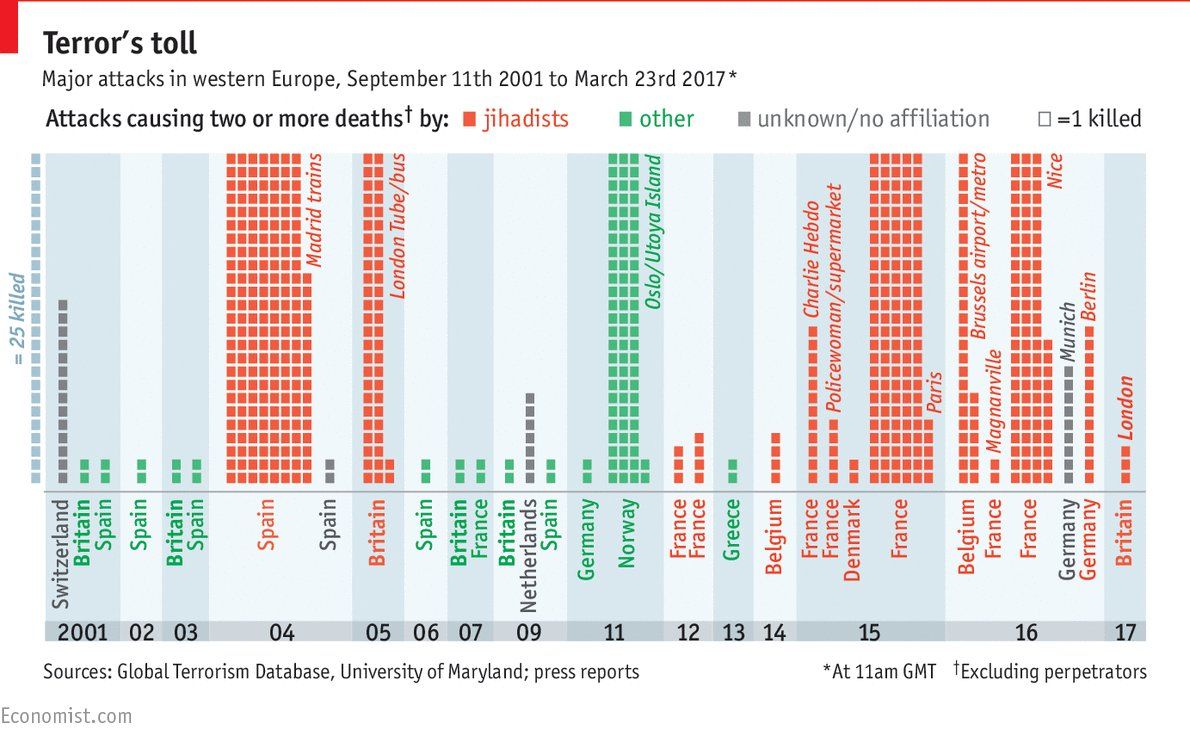 Terror's toll
Major attacks in western Europe, September 11th 2001 to March 23rd 2017*
Attacks causing two or more deaths† by: jihadists other unknown/no affiliation =1 killed
= 25 killed
Madrid trains
London Tube/bus
Oslo/Utoya Island
Charlie Hebdo
Policewoman/supermarket
Paris
Brussels airport/metro
Magnanville
Nice
Munich
Berlin
London
Switzerland
Britain
Spain
Spain
Britain
Spain
Spain
Spain
Britain
Spain
Britain
France
Britain
Netherlands
Spain
Germany
Norway
France
France
Greece
Belgium
France
France
Denmark
France
Belgium
France
France
Germany
Germany
Britain
2001 02 03 04 05 06 07 09 11 12 13 14 15 16 17
Sources: Global Terrorism Database, University of Maryland; press reports *At 11am GMT †Excluding perpetrators
Economist.com